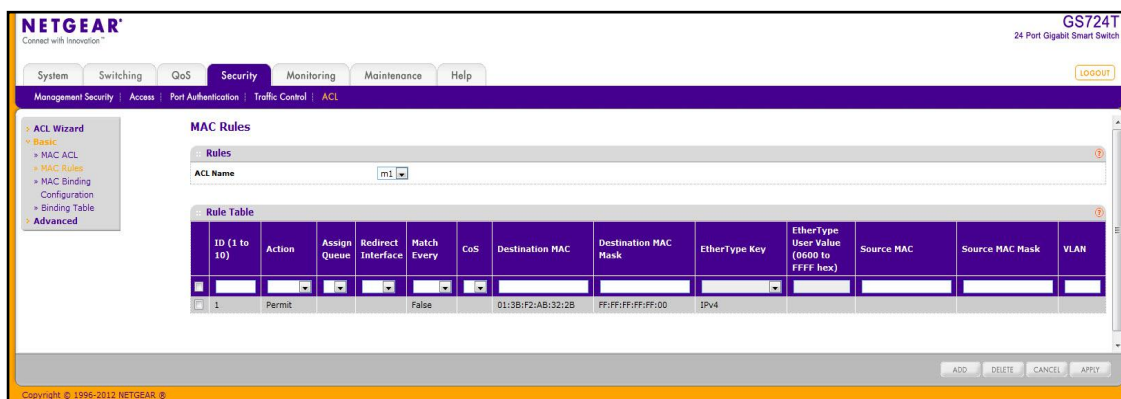 NETGEAR®
Connect with Innovation™
GS724T
24 Port Gigabit Smart Switch
System Switching QoS Security Monitoring Maintenance Help
LOGOUT
Management Security Access Port Authentication Traffic Control ACL
ACL Wizard
Basic
» MAC ACL
» MAC Rules
» MAC Binding
Configuration
» Binding Table
Advanced
MAC Rules
Rules
ACL Name m1
Rule Table
ID (1 to 10) Action Assign Queue Redirect Interface Match Every CoS Destination MAC Destination MAC Mask EtherType Key EtherType User Value (0600 to FFFF hex) Source MAC Source MAC Mask VLAN
1 Permit False 01:3B:F2:AB:32:2B FF:FF:FF:FF:FF:00 IPv4
ADD DELETE CANCEL APPLY
Copyright © 1996-2012 NETGEAR ®